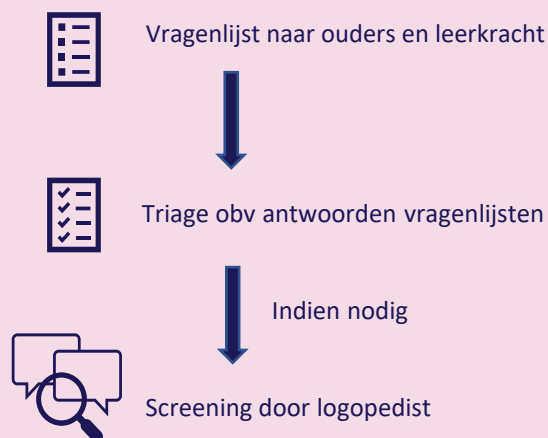 Vragenlijst naar ouders en leerkracht
Triage obv antwoorden vragenlijsten
Indien nodig
Screening door logopedist